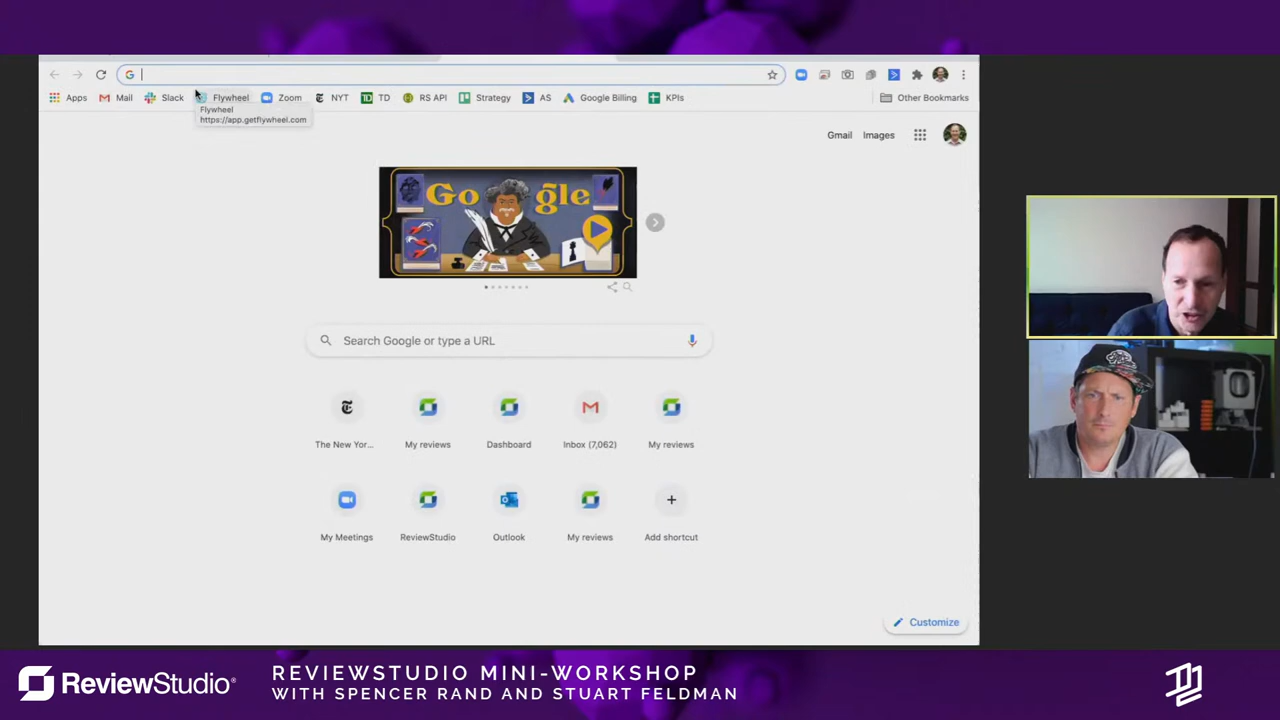 Apps Mail Slack Flywheel Zoom NYT TD RS API Strategy AS Google Billing KPIs Other Bookmarks
Flywheel
https://app.getflywheel.com
Gmail Images
Google
Search Google or type a URL
The New Yor... My reviews Dashboard Inbox (7,062) My reviews
My Meetings ReviewStudio Outlook My reviews Add shortcut
Customize
ReviewStudio®
REVIEWSTUDIO MINI-WORKSHOP
WITH SPENCER RAND AND STUART FELDMAN